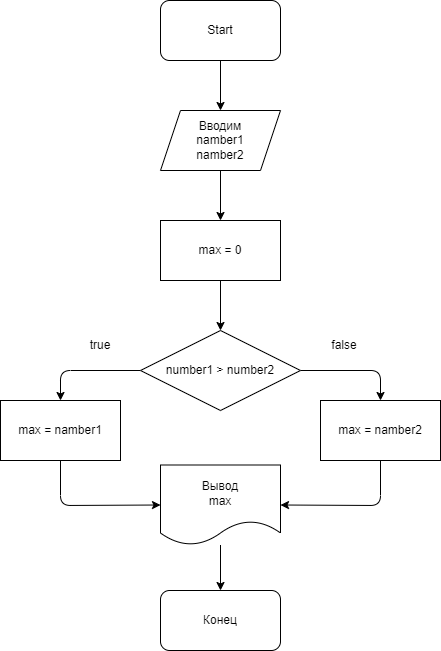 Start
Вводим
namber1
namber2
max = 0
true
false
number1 > number2
max = namber1
max = namber2
Вывод
max
Конец